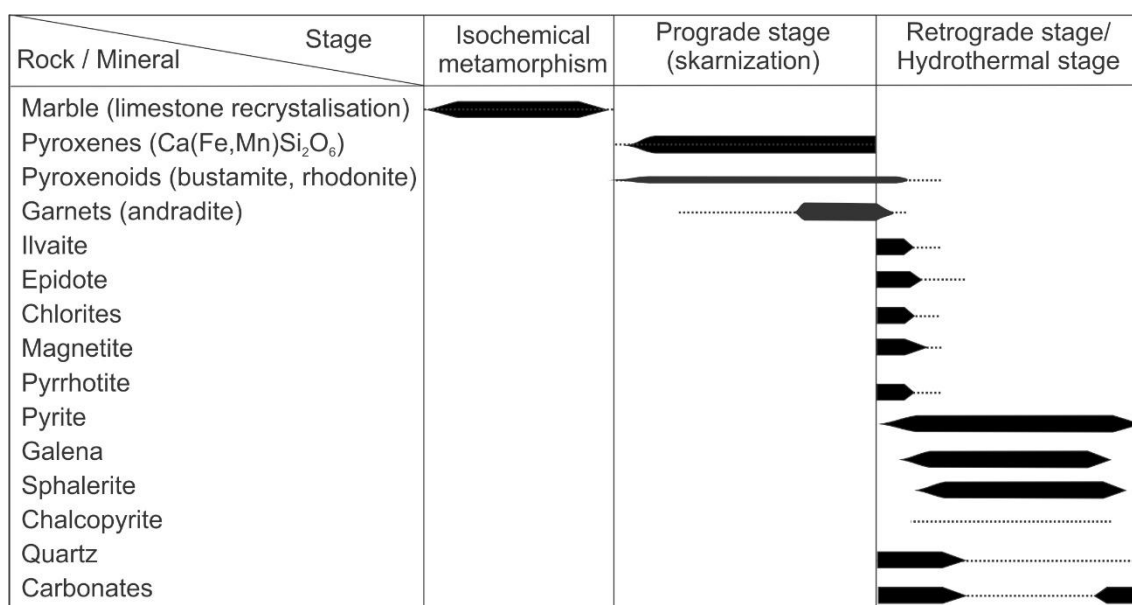 Stage
Rock / Mineral
Isochemical
metamorphism
Prograde stage
(skarnization)
Retrograde stage/
Hydrothermal stage
Marble (limestone recrystalisation)
Pyroxenes (Ca(Fe,Mn)Si₂O₆)
Pyroxenoids (bustamite, rhodonite)
Garnets (andradite)
Ilvaite
Epidote
Chlorites
Magnetite
Pyrrhotite
Pyrite
Galena
Sphalerite
Chalcopyrite
Quartz
Carbonates